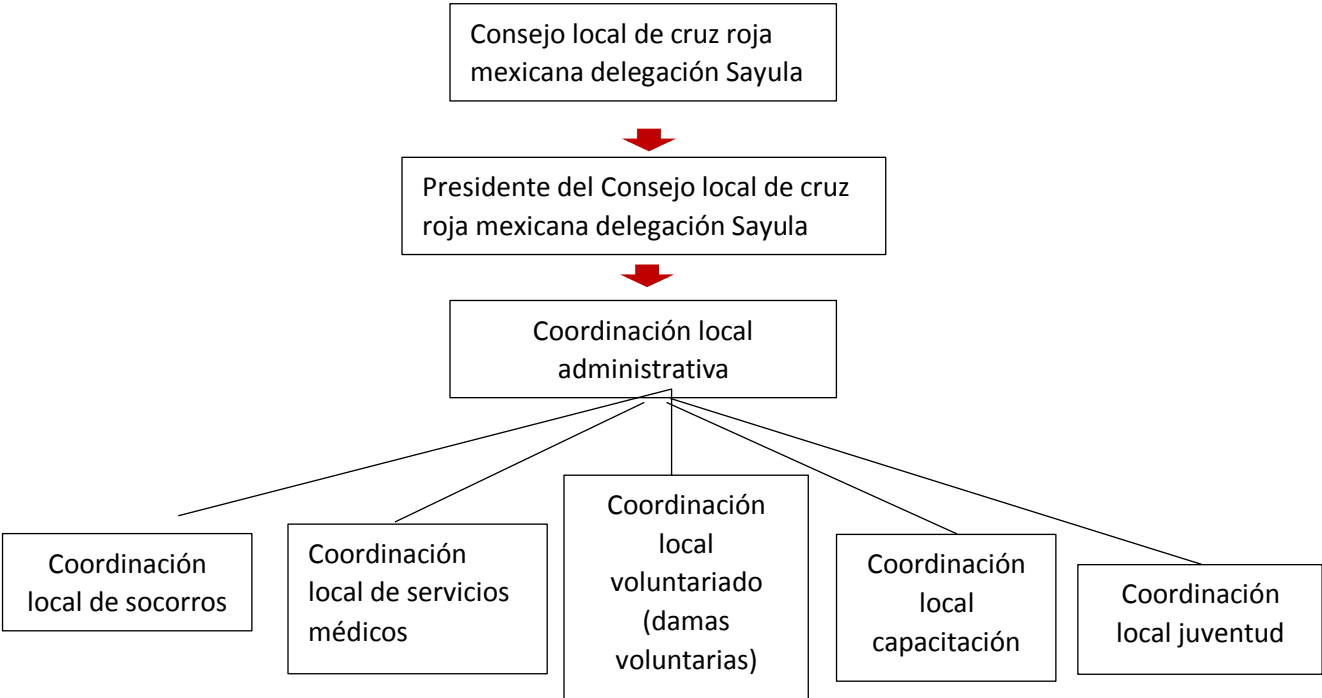 Consejo local de cruz roja
mexicana delegación Sayula
Presidente del Consejo local de cruz
roja mexicana delegación Sayula
Coordinación local
administrativa
Coordinación
local de socorros
Coordinación
local de servicios
médicos
Coordinación
local
voluntariado
(damas
voluntarias)
Coordinación
local
capacitación
Coordinación
local juventud